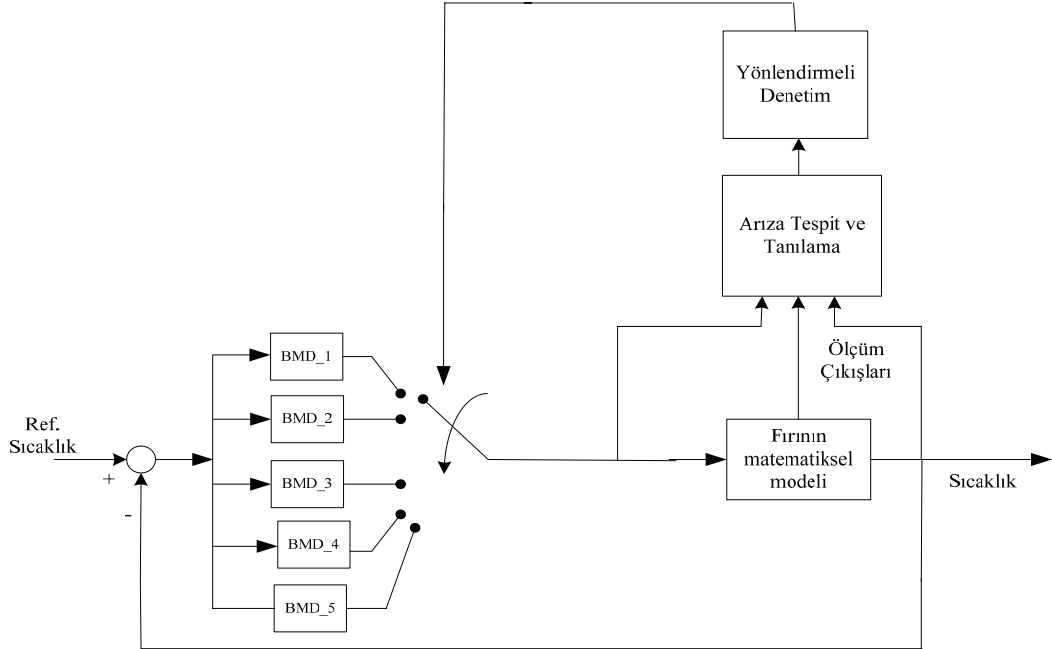 Yönlendirmeli
Denetim
Arıza Tespit ve
Tanılama
Ölçüm
Çıkışları
BMD_1
BMD_2
BMD_3
BMD_4
BMD_5
Ref.
Sıcaklık
+
-
Fırının
matematiksel
modeli
Sıcaklık